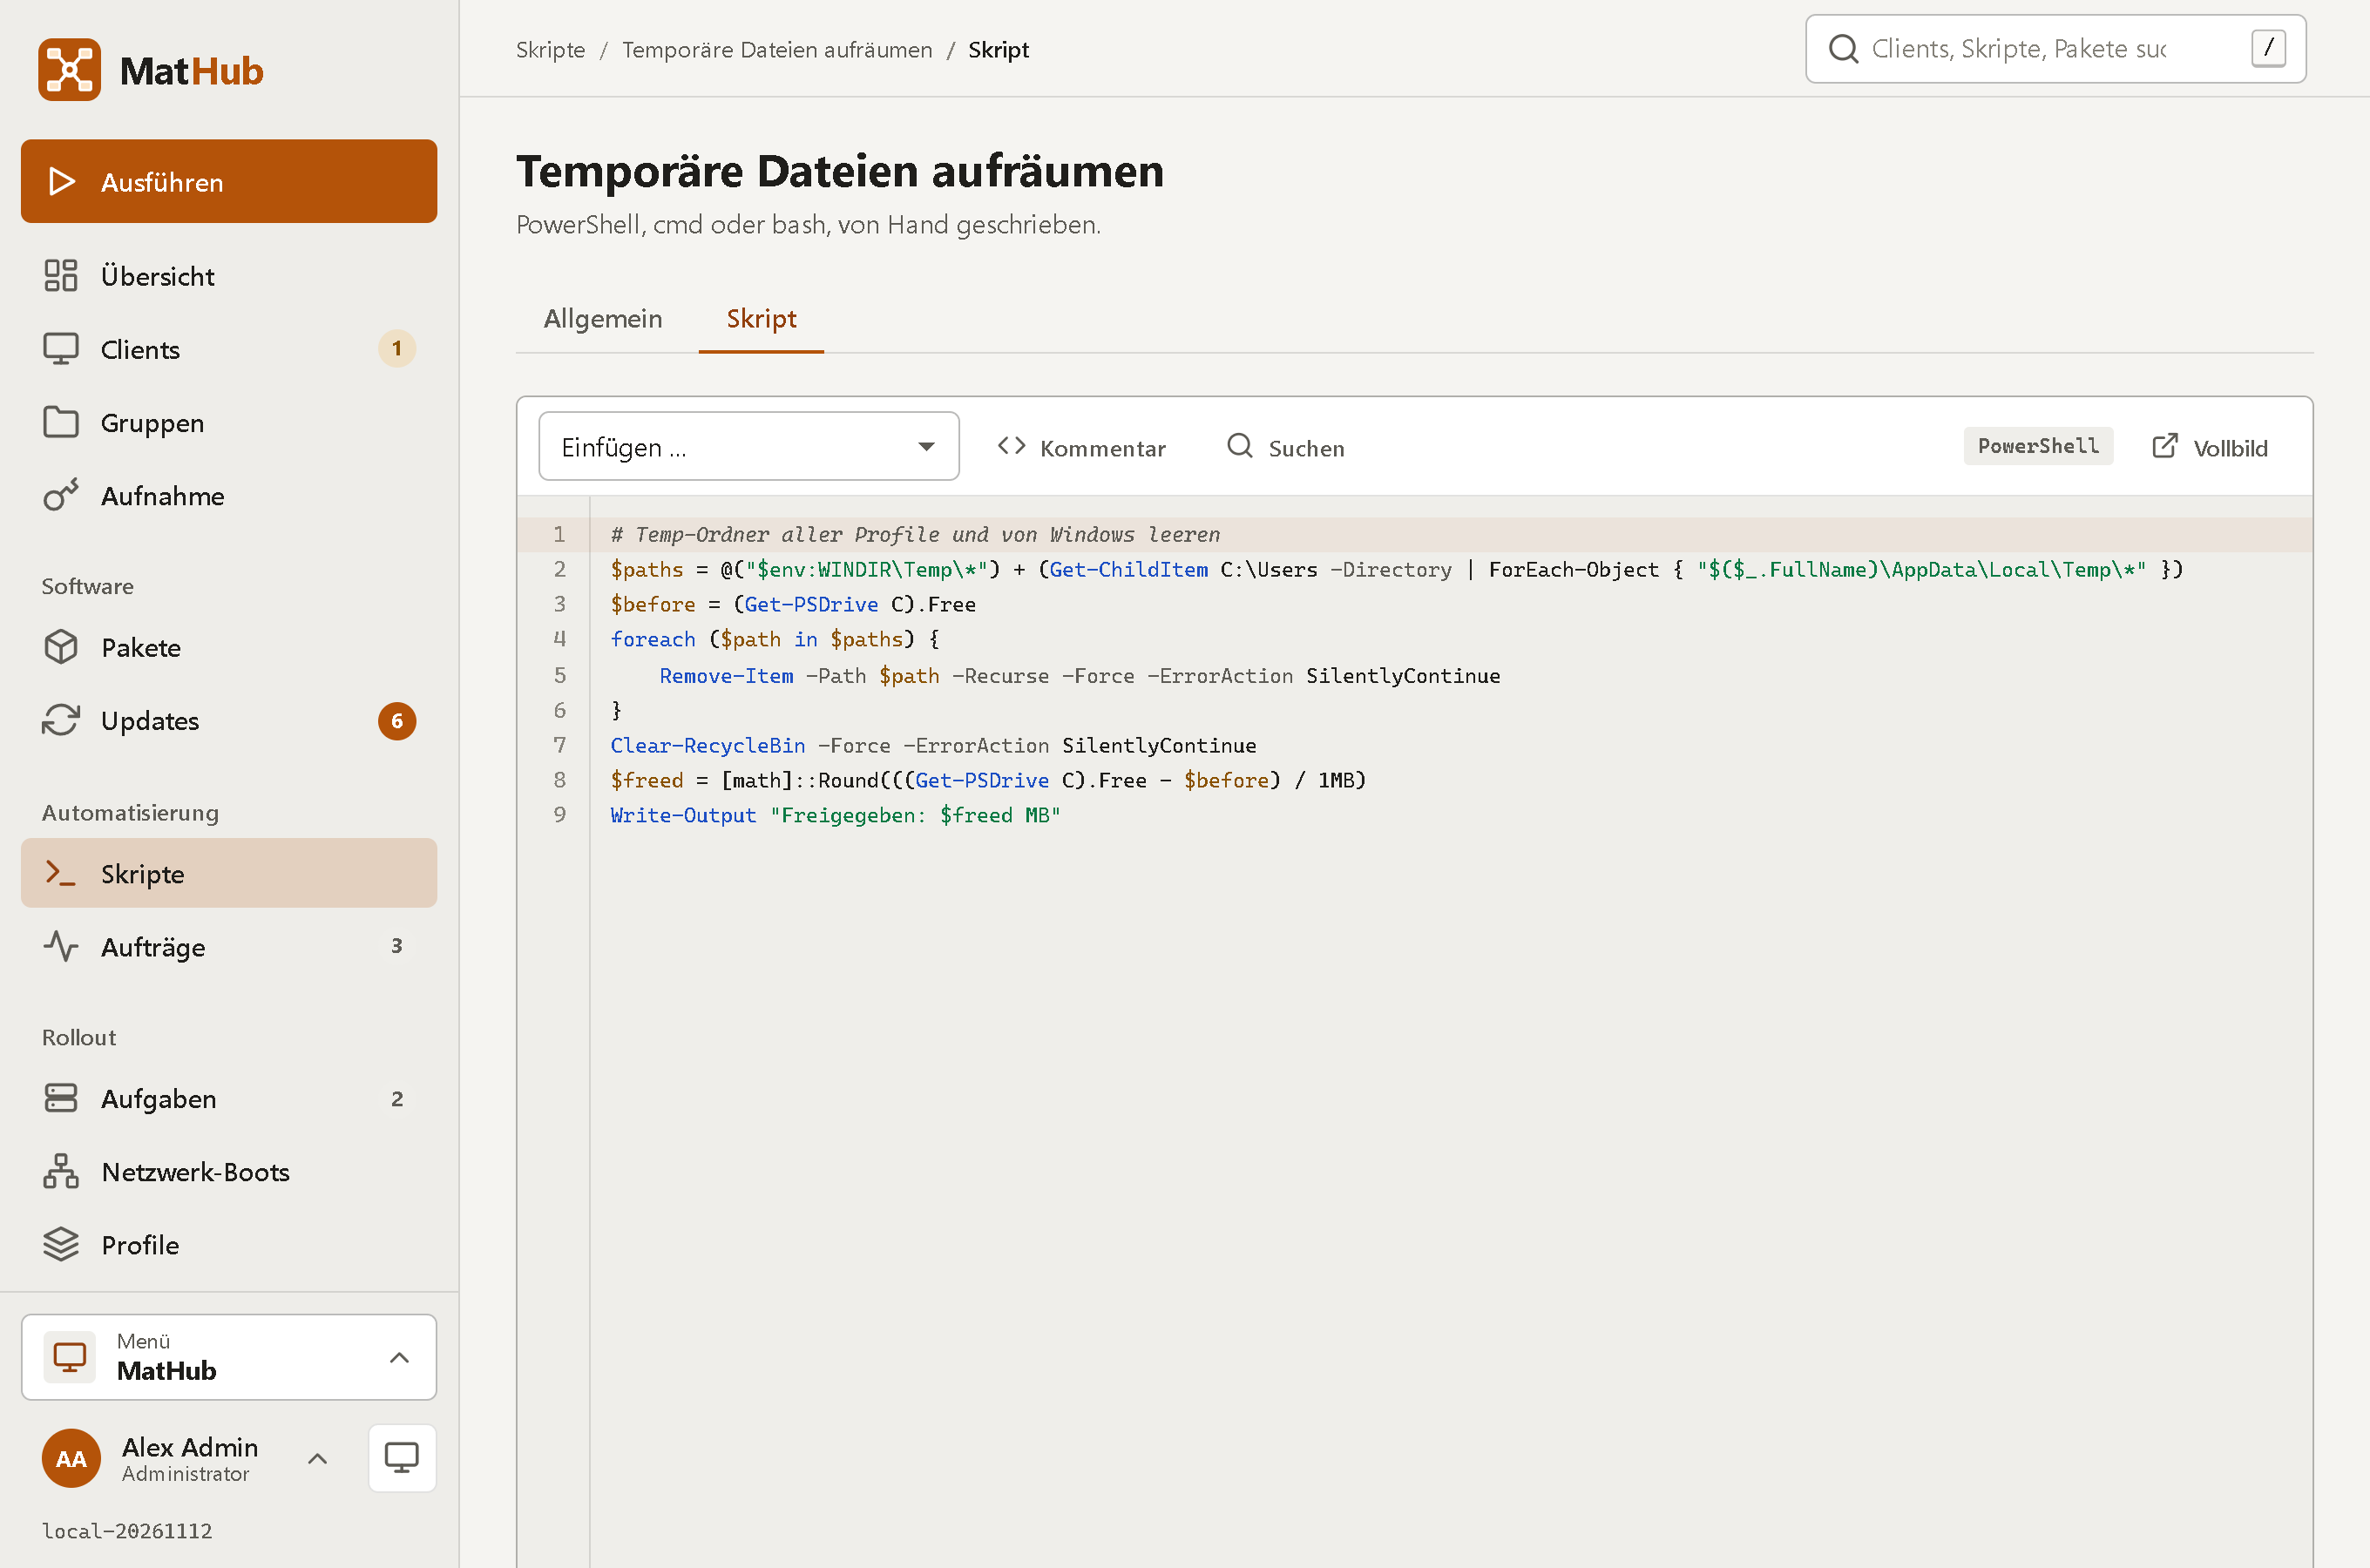 MatHub
Ausführen
Übersicht
Clients 1
Gruppen
Aufnahme
Software
Pakete
Updates 6
Automatisierung
Skripte
Aufträge 3
Rollout
Aufgaben 2
Netzwerk-Boots
Profile
Menü
MatHub
AA
Alex Admin
Administrator
local-20261112
Skripte / Temporäre Dateien aufräumen / Skript
Clients, Skripte, Pakete suc /
Temporäre Dateien aufräumen
PowerShell, cmd oder bash, von Hand geschrieben.
Allgemein Skript
Einfügen ... Kommentar Suchen PowerShell Vollbild
1 # Temp-Ordner aller Profile und von Windows leeren
2 $paths = @("$env:WINDIR\Temp\*") + (Get-ChildItem C:\Users -Directory | ForEach-Object { "$($_.FullName)\AppData\Local\Temp\*" })
3 $before = (Get-PSDrive C).Free
4 foreach ($path in $paths) {
5     Remove-Item -Path $path -Recurse -Force -ErrorAction SilentlyContinue
6 }
7 Clear-RecycleBin -Force -ErrorAction SilentlyContinue
8 $freed = [math]::Round(((Get-PSDrive C).Free - $before) / 1MB)
9 Write-Output "Freigegeben: $freed MB"